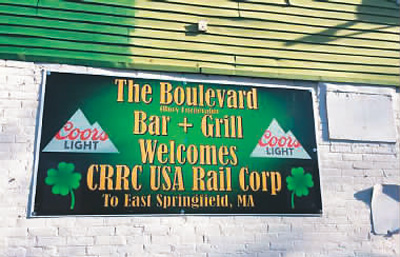 The Boulevard
Bar + Grill
Coors
LIGHT
Coors
LIGHT
Welcomes
CRRC USA Rail Corp
To East Springfield, MA